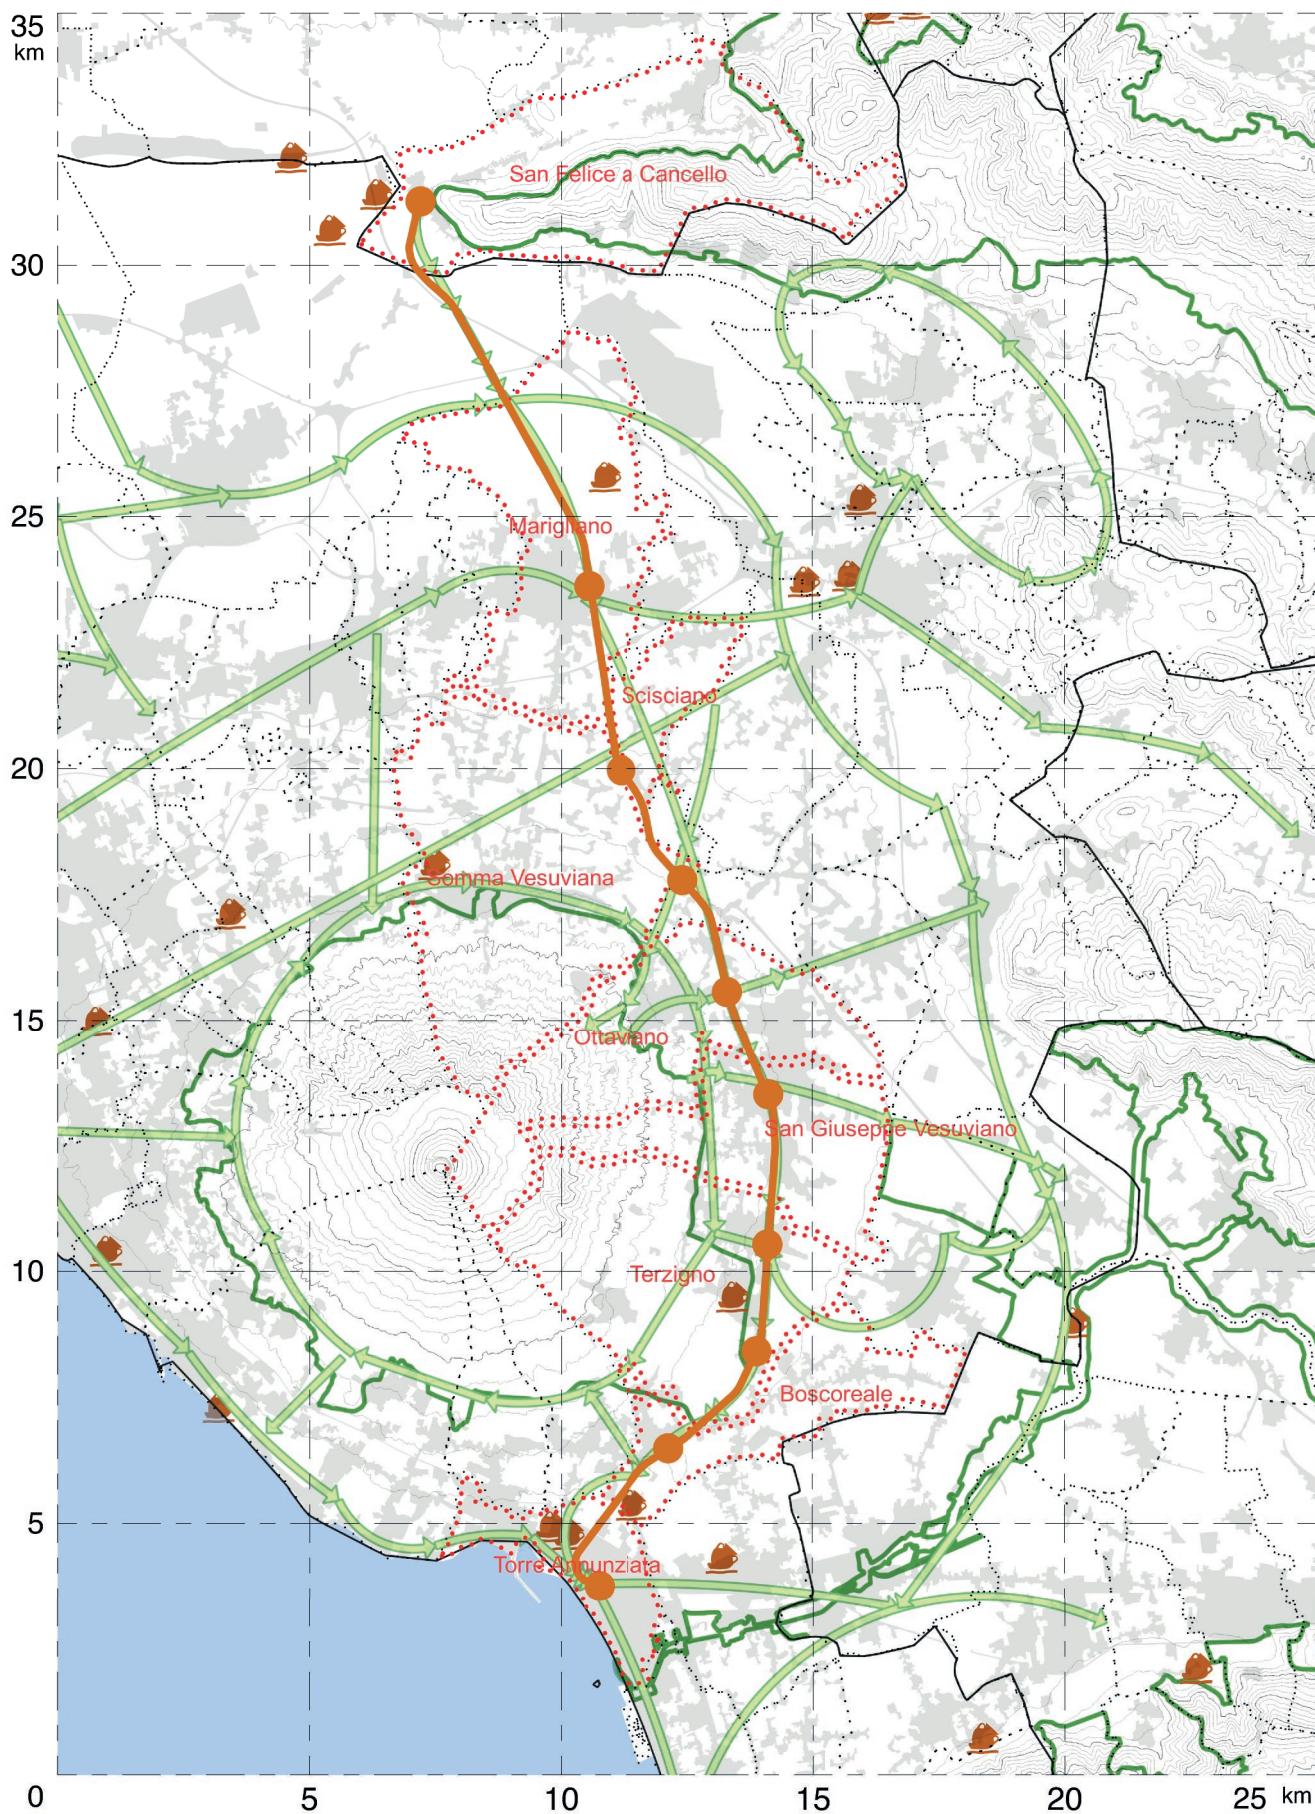 35
km
San Felice a Cancello
30
25
Marigliano
Scisciano
20
Somma Vesuviana
15
Ottaviano
San Giuseppe Vesuviano
Terzigno
10
Boscoreale
5
Torre Annunziata
0
5
10
15
20
25 km